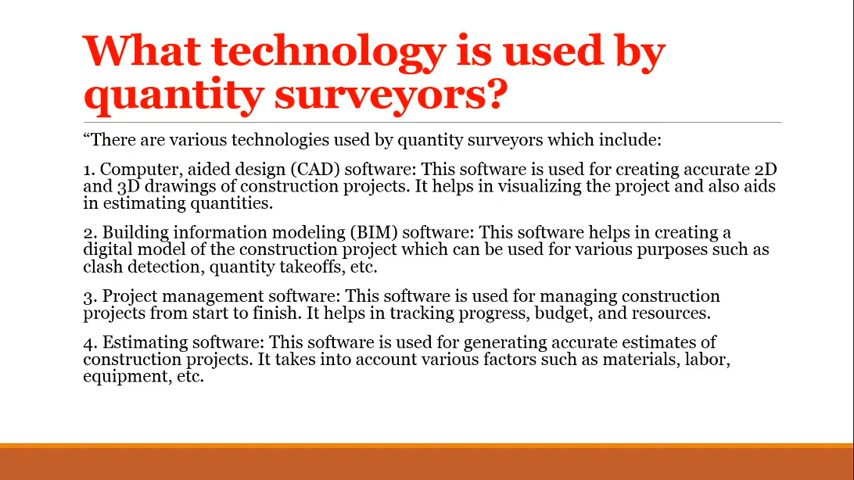 What technology is used by
quantity surveyors?
“There are various technologies used by quantity surveyors which include:
1. Computer, aided design (CAD) software: This software is used for creating accurate 2D
and 3D drawings of construction projects. It helps in visualizing the project and also aids
in estimating quantities.
2. Building information modeling (BIM) software: This software helps in creating a
digital model of the construction project which can be used for various purposes such as
clash detection, quantity takeoffs, etc.
3. Project management software: This software is used for managing construction
projects from start to finish. It helps in tracking progress, budget, and resources.
4. Estimating software: This software is used for generating accurate estimates of
construction projects. It takes into account various factors such as materials, labor,
equipment, etc.